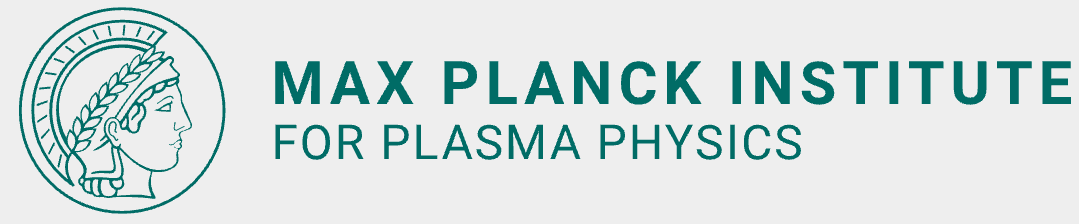 MAX PLANCK INSTITUTE
FOR PLASMA PHYSICS